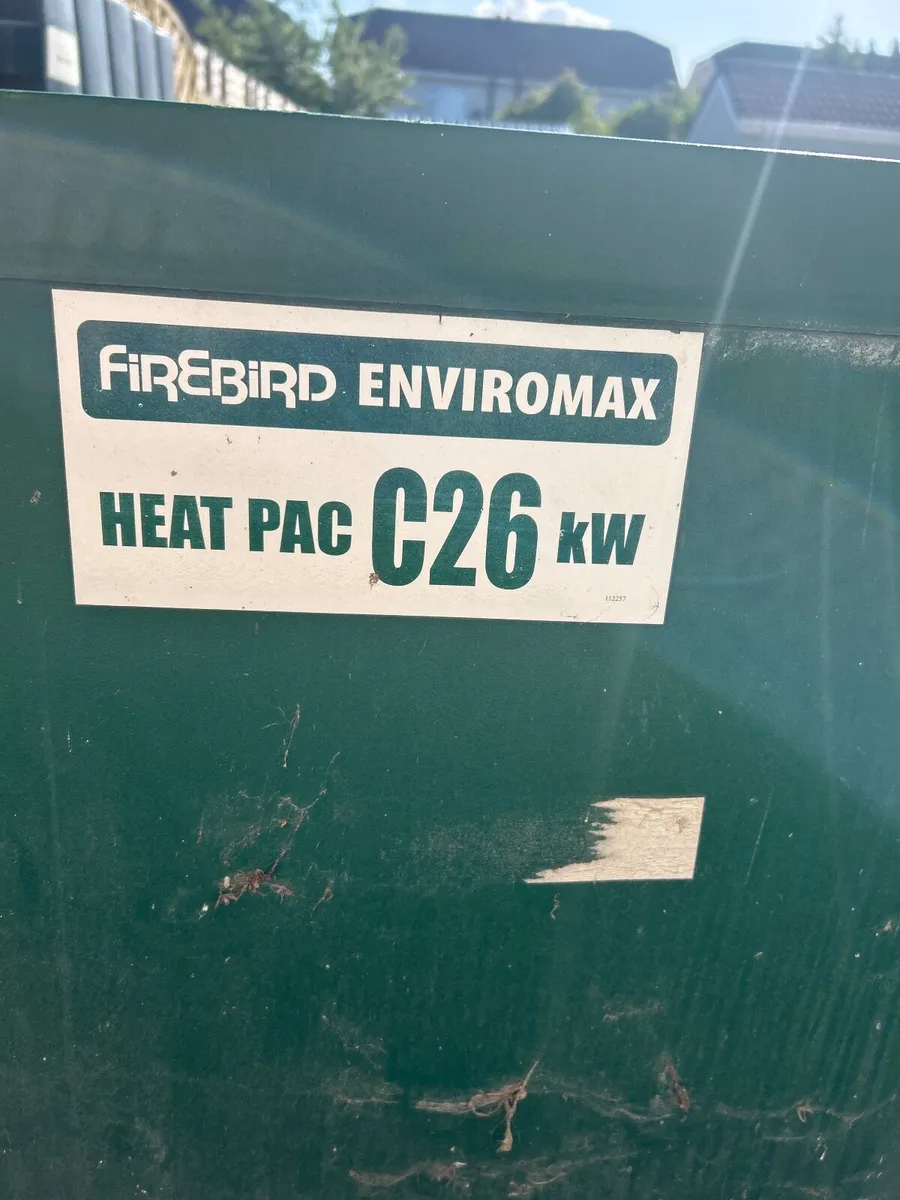 FiREBiRD ENVIROMAX
HEAT PAC C26 kW
112257